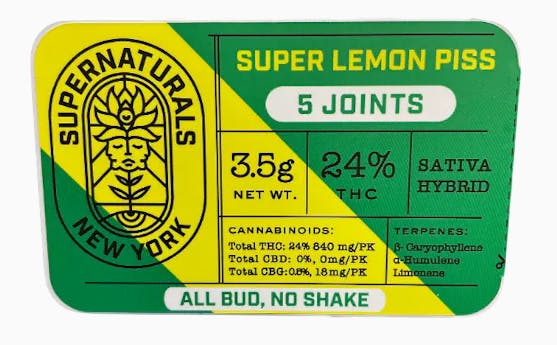 SUPERNATURALS
NEW YORK
SUPER LEMON PISS
5 JOINTS
3.5g
NET WT.
24%
THC
SATIVA
HYBRID
CANNABINOIDS:
Total THC: 24% 840 mg/PK
Total CBD: 0%, 0mg/PK
Total CBG: 0.5%, 18mg/PK
TERPENES:
β- Caryophyllene
α-Humulene
Limonene
ALL BUD, NO SHAKE